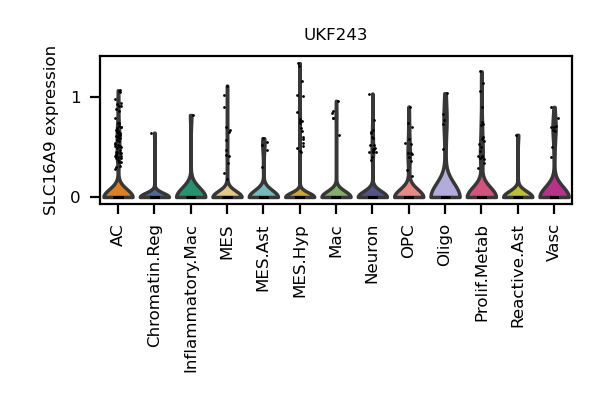 UKF243
SLC16A9 expression
1
0
AC
Chromatin.Reg
Inflammatory.Mac
MES
MES.Ast
MES.Hyp
Mac
Neuron
OPC
Oligo
Prolif.Metab
Reactive.Ast
Vasc